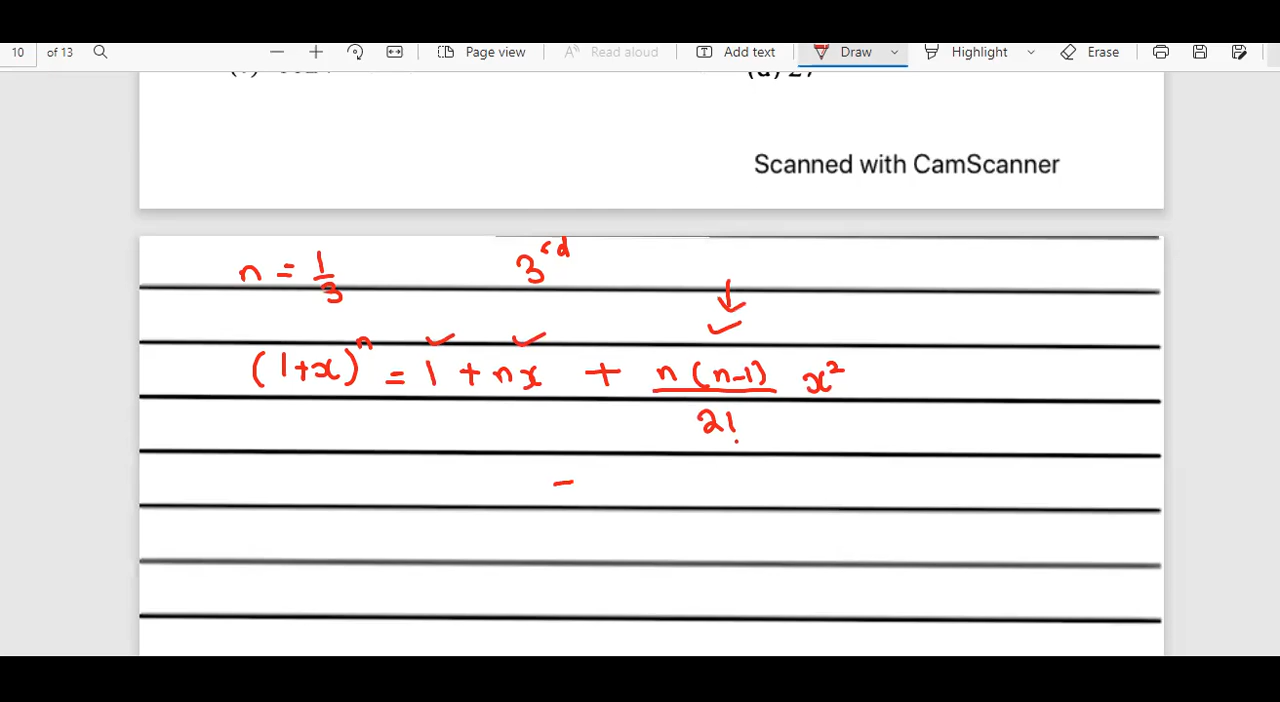 10 of 13 Page view Read aloud Add text Draw Highlight Erase
Scanned with CamScanner
n = 1/3 3rd
(1+x)^n = 1 + nx + n(n-1)/2! x²
=